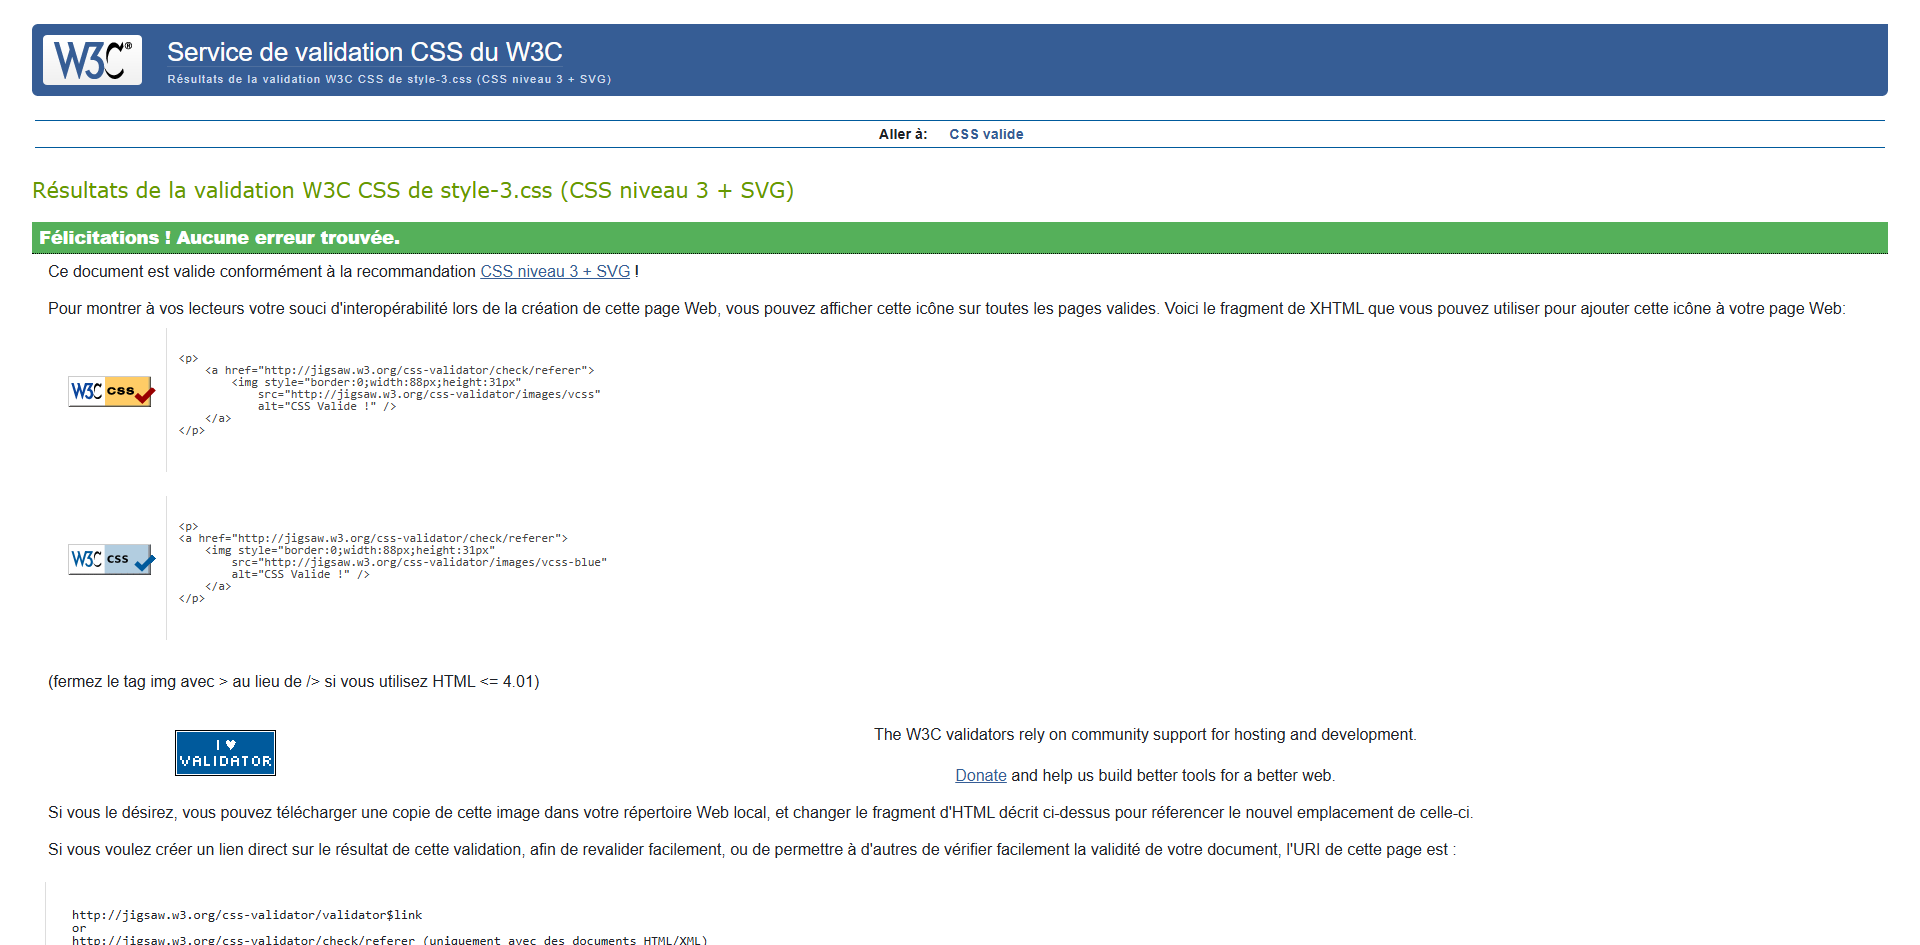 W3C®
Service de validation CSS du W3C
Résultats de la validation W3C CSS de style-3.css (CSS niveau 3 + SVG)
Aller à: CSS valide
Résultats de la validation W3C CSS de style-3.css (CSS niveau 3 + SVG)
Félicitations ! Aucune erreur trouvée.
Ce document est valide conformément à la recommandation CSS niveau 3 + SVG !
Pour montrer à vos lecteurs votre souci d'interopérabilité lors de la création de cette page Web, vous pouvez afficher cette icône sur toutes les pages valides. Voici le fragment de XHTML que vous pouvez utiliser pour ajouter cette icône à votre page Web:
W3C css
<p>
<a href="http://jigsaw.w3.org/css-validator/check/referer">
<img style="border:0;width:88px;height:31px"
src="http://jigsaw.w3.org/css-validator/images/vcss"
alt="CSS Valide !" />
</a>
</p>
W3C css
<p>
<a href="http://jigsaw.w3.org/css-validator/check/referer">
<img style="border:0;width:88px;height:31px"
src="http://jigsaw.w3.org/css-validator/images/vcss-blue"
alt="CSS Valide !" />
</a>
</p>
(fermez le tag img avec > au lieu de /> si vous utilisez HTML <= 4.01)
I ♥
VALIDATOR
The W3C validators rely on community support for hosting and development.
Donate and help us build better tools for a better web.
Si vous le désirez, vous pouvez télécharger une copie de cette image dans votre répertoire Web local, et changer le fragment d'HTML décrit ci-dessus pour réferencer le nouvel emplacement de celle-ci.
Si vous voulez créer un lien direct sur le résultat de cette validation, afin de revalider facilement, ou de permettre à d'autres de vérifier facilement la validité de votre document, l'URI de cette page est :
http://jigsaw.w3.org/css-validator/validator$link
or
http://jigsaw.w3.org/css-validator/check/referer (uniquement avec des documents HTML/XML)